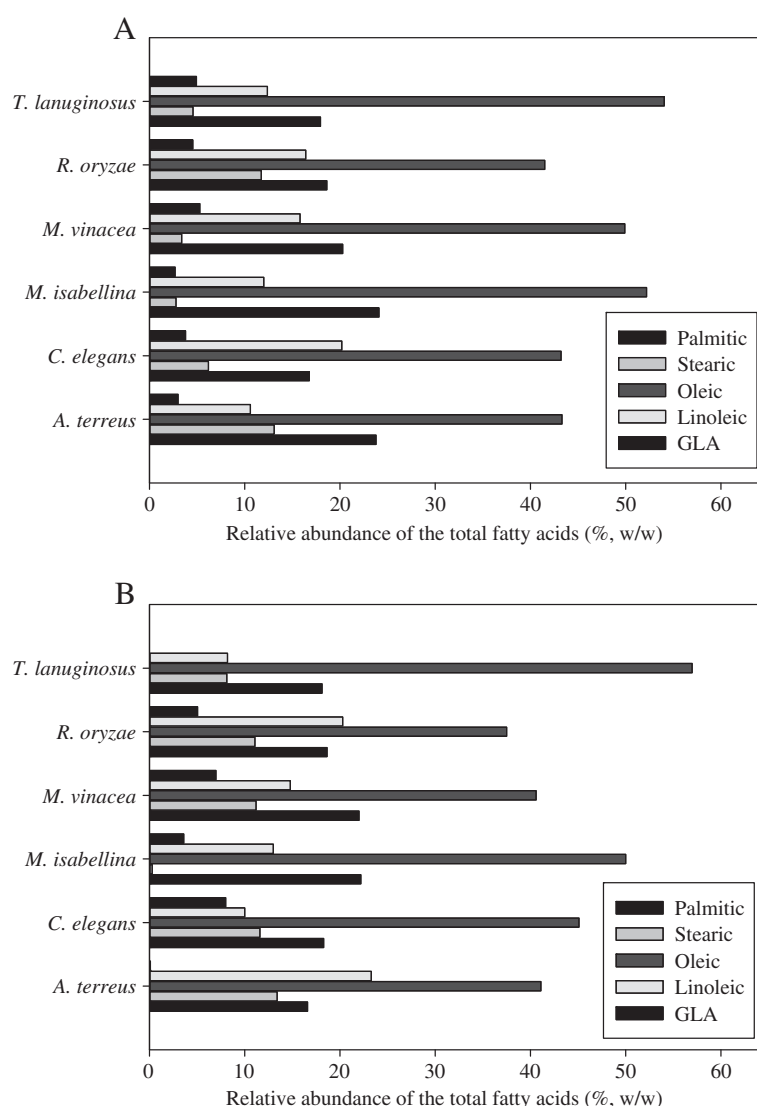 A
T. lanuginosus
R. oryzae
M. vinacea
M. isabellina
C. elegans
A. terreus
Palmitic
Stearic
Oleic
Linoleic
GLA
0 10 20 30 40 50 60
Relative abundance of the total fatty acids (%, w/w)
B
T. lanuginosus
R. oryzae
M. vinacea
M. isabellina
C. elegans
A. terreus
Palmitic
Stearic
Oleic
Linoleic
GLA
0 10 20 30 40 50 60
Relative abundance of the total fatty acids (%, w/w)